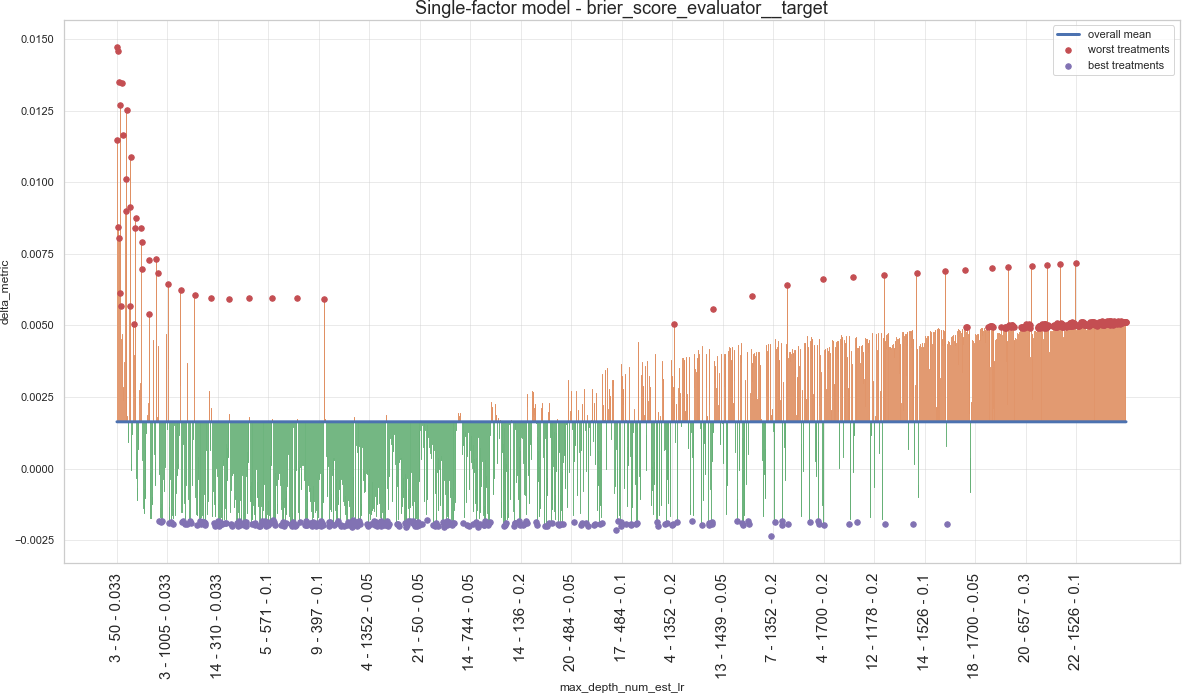 Single-factor model - brier_score_evaluator__target
overall mean
worst treatments
best treatments
0.0150
0.0125
0.0100
0.0075
0.0050
0.0025
0.0000
−0.0025
delta_metric
3 - 50 - 0.033
3 - 1005 - 0.033
14 - 310 - 0.033
5 - 571 - 0.1
9 - 397 - 0.1
4 - 1352 - 0.05
21 - 50 - 0.05
14 - 744 - 0.05
14 - 136 - 0.2
20 - 484 - 0.05
17 - 484 - 0.1
4 - 1352 - 0.2
13 - 1439 - 0.05
7 - 1352 - 0.2
4 - 1700 - 0.2
12 - 1178 - 0.2
14 - 1526 - 0.1
18 - 1700 - 0.05
20 - 657 - 0.3
22 - 1526 - 0.1
max_depth_num_est_lr